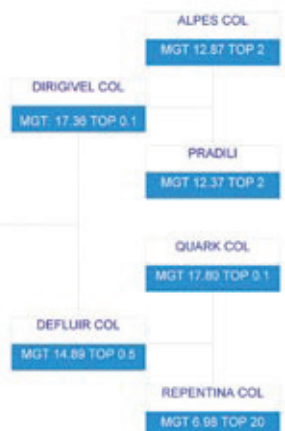 ALPES COL
MGT 12.87 TOP 2
DIRIGIVEL COL
MGT: 17.36 TOP 0.1
PRADILI
MGT 12.37 TOP 2
QUARK COL
MGT 17.80 TOP 0.1
DEFLUIR COL
MGT 14.89 TOP 0.5
REPENTINA COL
MGT 6.98 TOP 20